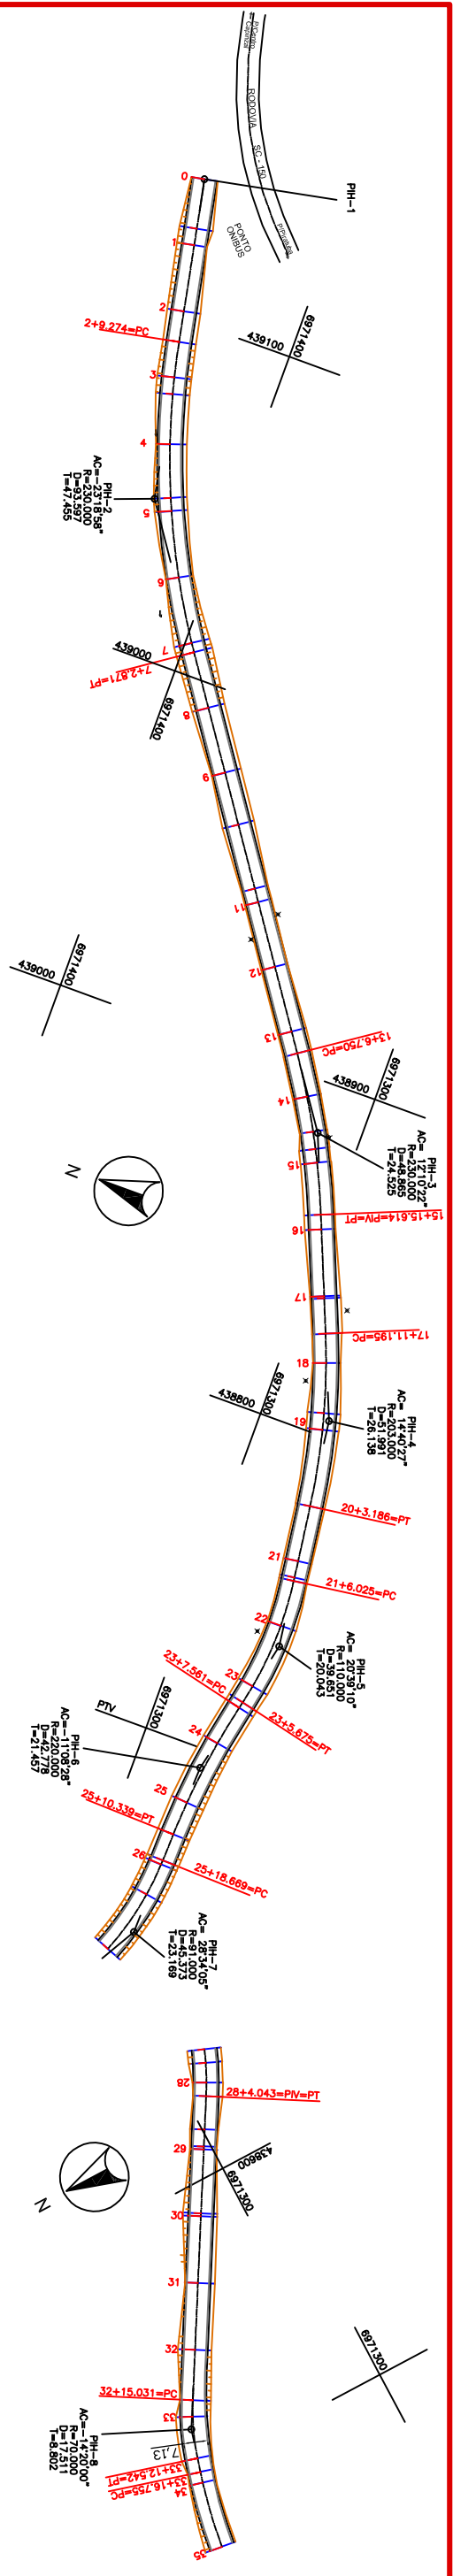 P/Centro
Capinzal
RODOVIA SC - 150
P/Piratuba
PONTO
ONIBUS
PIH-1
0
1
2
2+9.274=PC
439100
6971400
3
4
PIH-2
AC=-23°18'58"
R=230.000
D=93.597
T=47.455
5
6
7
7+2.871=PT
439000
6971400
8
9
11
12
439000
6971400
13
13+6.750=PC
438900
6971300
14
PIH-3
AC= 12°10'22"
R=230.000
D=48.865
T=24.525
15
15+15.614=PIV=PT
16
N
17
17+11.195=PC
18
438800
6971300
PIH-4
AC= 14°40'27"
R=203.000
D=51.991
T=26.138
19
20+3.186=PT
21
21+6.025=PC
22
PIH-5
AC= 20°39'10"
R=110.000
D=39.651
T=20.043
23
23+5.675=PT
23+7.561=PC
24
PTV
6971300
PIH-6
AC=-11°08'28"
R=220.000
D=42.778
T=21.457
25
25+10.339=PT
26
25+18.669=PC
PIH-7
AC= 28°34'05"
R=91.000
D=45.373
T=23.169
28
28+4.043=PIV=PT
29
438600
6971300
N
30
31
32
6971300
32+15.031=PC
33
PIH-8
AC=-14°20'00"
R=70.000
D=17.511
T=8.802
7,13
33+12.542=PT
33+16.755=PC
34
35